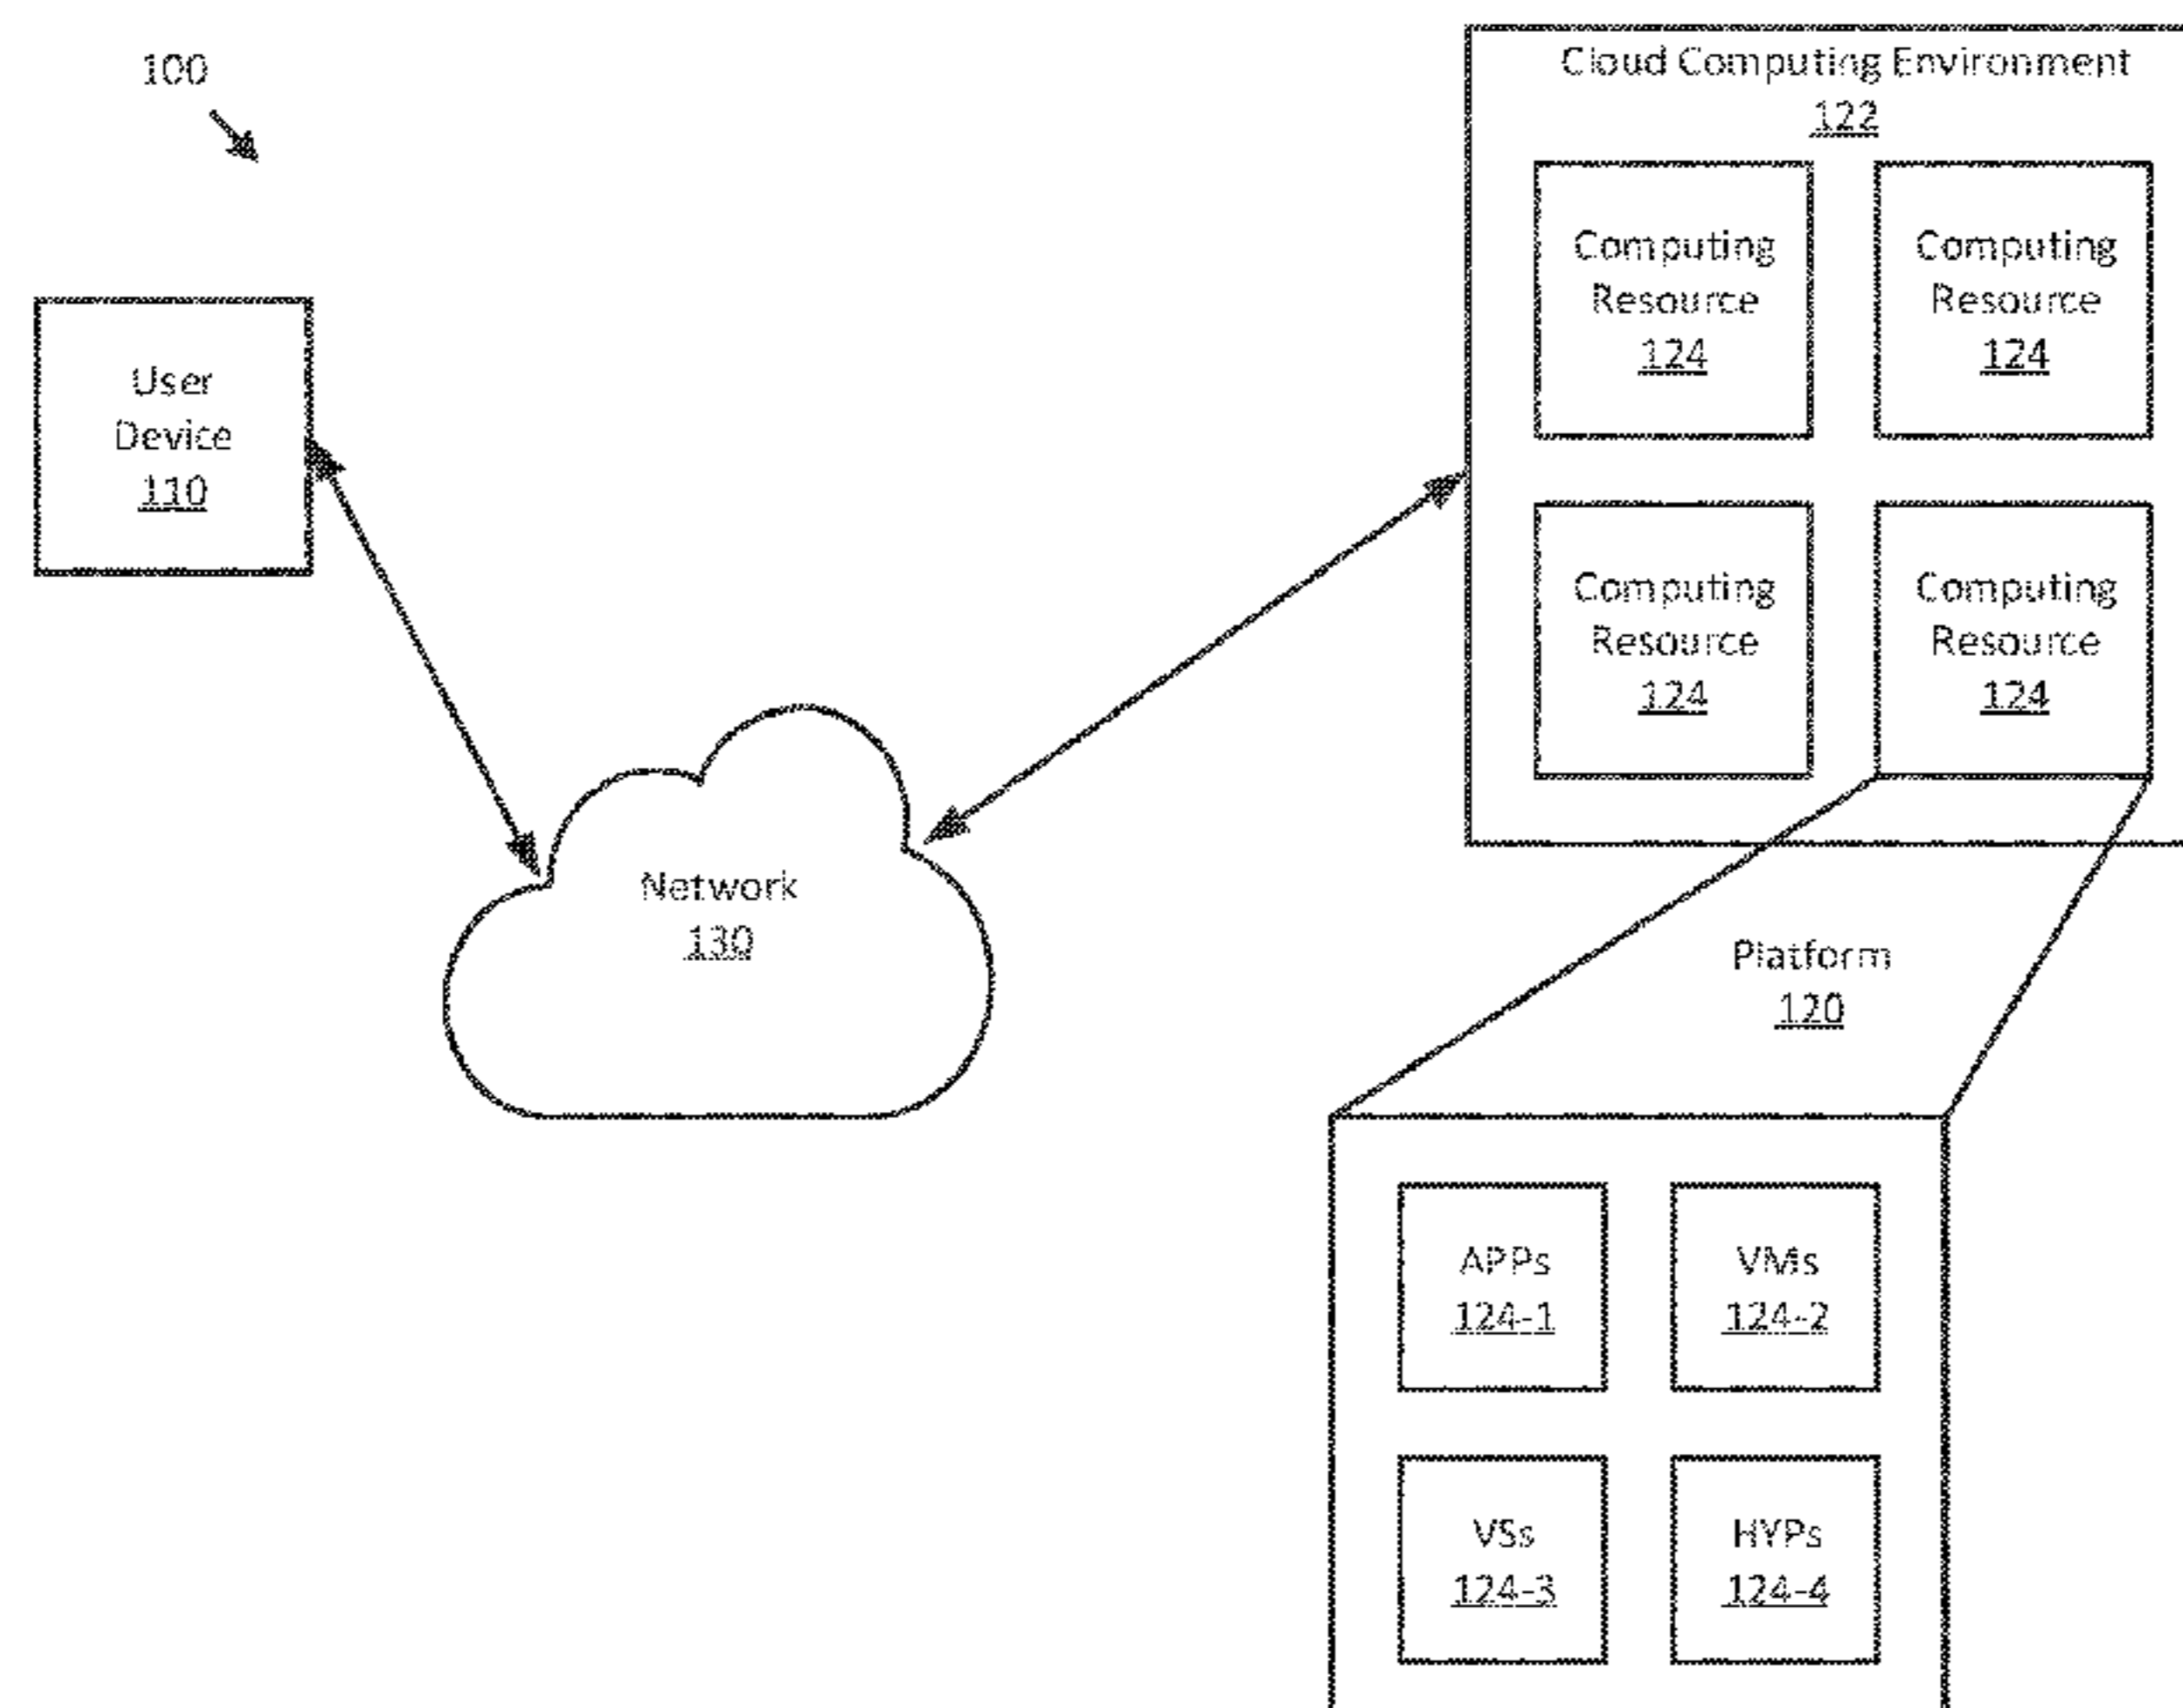 100
Cloud Computing Environment
122
Computing
Resource
124
Computing
Resource
124
User
Device
110
Computing
Resource
124
Computing
Resource
124
Network
130
Platform
120
APPs
124-1
VMs
124-2
VSs
124-3
HYPs
124-4